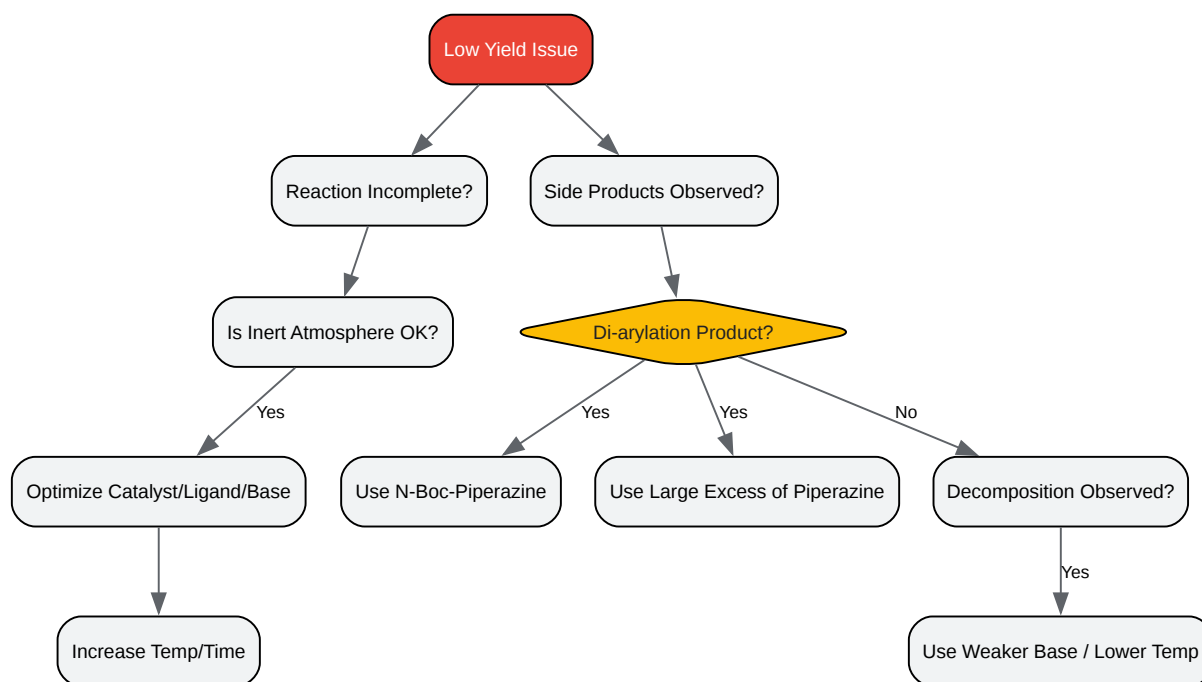 Low Yield Issue
Reaction Incomplete?
Side Products Observed?
Is Inert Atmosphere OK?
Di-arylation Product?
Yes
Yes
Yes
No
Optimize Catalyst/Ligand/Base
Use N-Boc-Piperazine
Use Large Excess of Piperazine
Decomposition Observed?
Yes
Increase Temp/Time
Use Weaker Base / Lower Temp